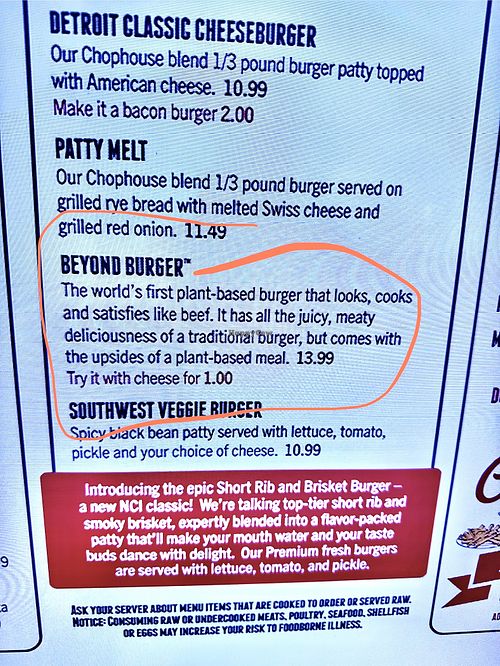 DETROIT CLASSIC CHEESEBURGER
Our Chophouse blend 1/3 pound burger patty topped
with American cheese. 10.99
Make it a bacon burger 2.00
PATTY MELT
Our Chophouse blend 1/3 pound burger served on
grilled rye bread with melted Swiss cheese and
grilled red onion. 11.49
BEYOND BURGER™
The world's first plant-based burger that looks, cooks
and satisfies like beef. It has all the juicy, meaty
deliciousness of a traditional burger, but comes with
the upsides of a plant-based meal. 13.99
Try it with cheese for 1.00
SOUTHWEST VEGGIE BURGER
Spicy black bean patty served with lettuce, tomato,
pickle and your choice of cheese. 10.99
Introducing the epic Short Rib and Brisket Burger –
a new NCI classic! We're talking top-tier short rib and
smoky brisket, expertly blended into a flavor-packed
patty that'll make your mouth water and your taste
buds dance with delight. Our Premium fresh burgers
are served with lettuce, tomato, and pickle.
ASK YOUR SERVER ABOUT MENU ITEMS THAT ARE COOKED TO ORDER OR SERVED RAW.
NOTICE: CONSUMING RAW OR UNDERCOOKED MEATS, POULTRY, SEAFOOD, SHELLFISH
OR EGGS MAY INCREASE YOUR RISK TO FOODBORNE ILLNESS.